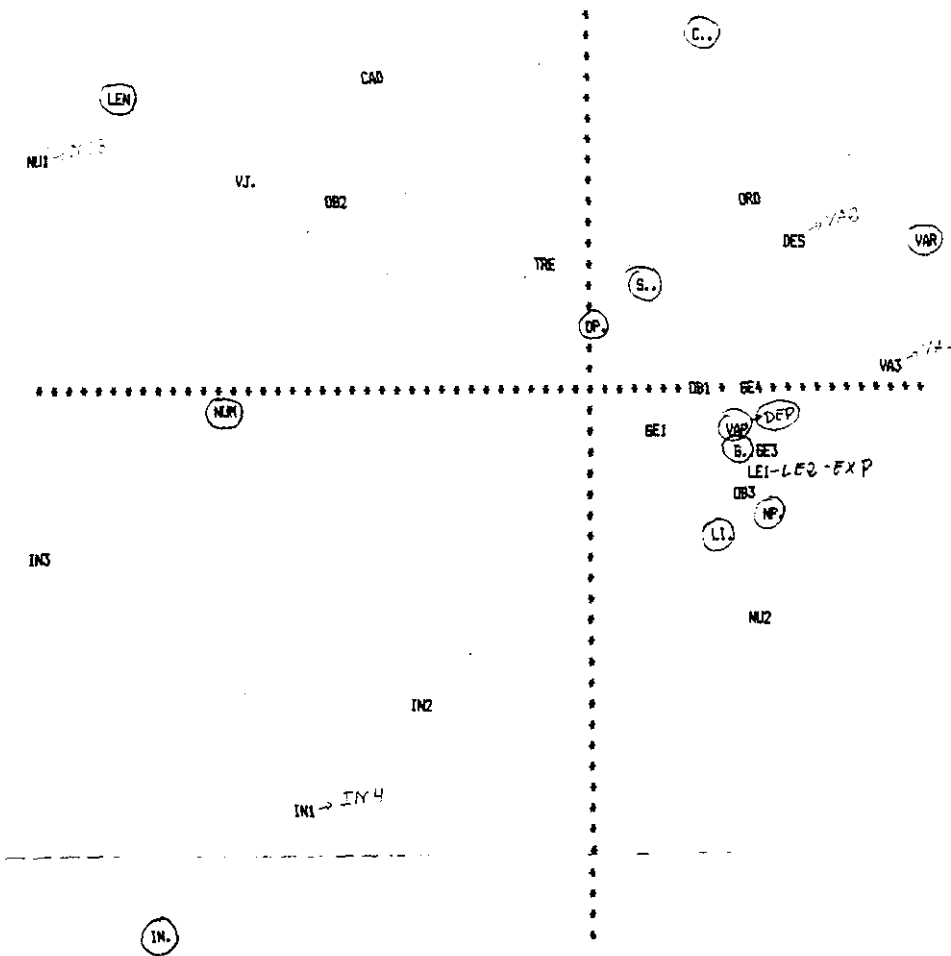 C..
CAD
LEN
NU1
VJ.
OB2
ORD
DES → VA2
VAR
TRE
S..
OP.
VA3
OB1 GE4
NUM
GE1 VAP → DEP
G.. GE3
LE1-LE2-EXP
OB3
NP.
LI.
IN3
NU2
IN2
IN1 → IN4
IN.